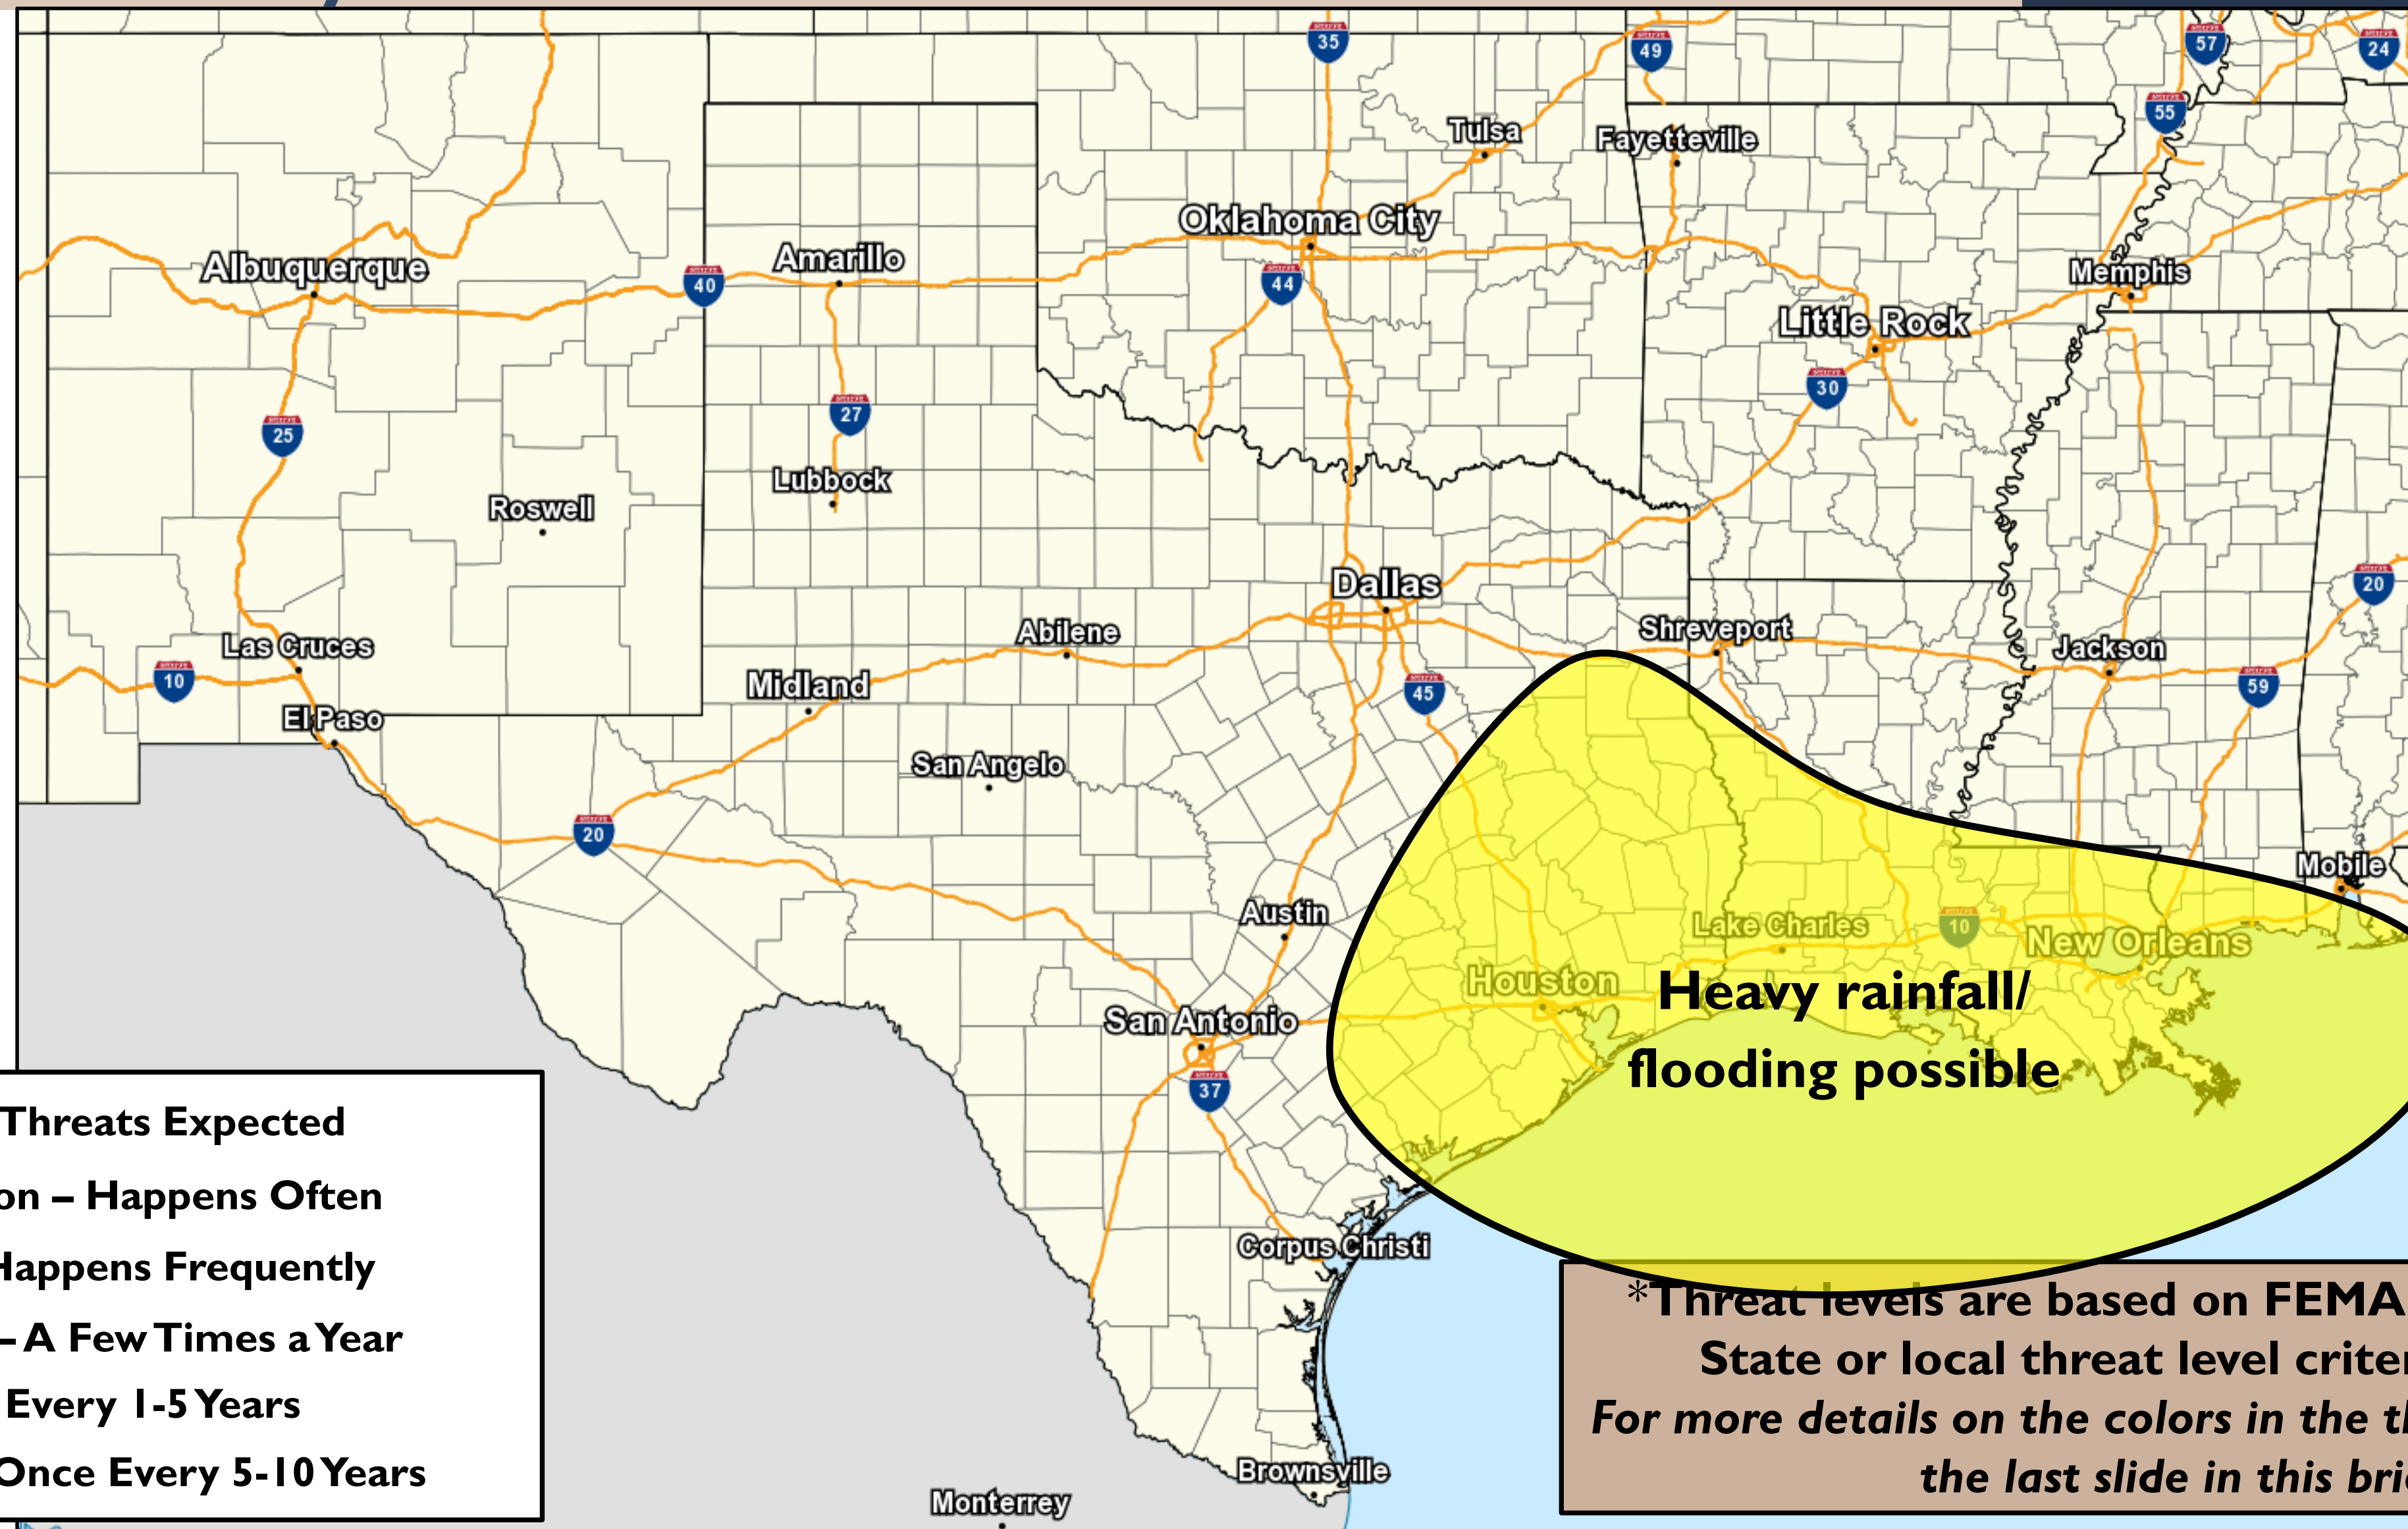 35
49
57
24
55
Tulsa
Fayetteville
Oklahoma City
Albuquerque
Amarillo
40
44
Memphis
Little Rock
30
25
27
Lubbock
Roswell
Dallas
20
Shreveport
Abilene
Las Cruces
Jackson
10
Midland
45
59
El Paso
San Angelo
20
Mobile
Austin
Lake Charles
10
New Orleans
Houston
Heavy rainfall/
flooding possible
San Antonio
37
Threats Expected
on – Happens Often
Happens Frequently
– A Few Times a Year
Every 1-5 Years
Once Every 5-10 Years
Corpus Christi
*Threat levels are based on FEMA
State or local threat level criter
For more details on the colors in the th
the last slide in this brie
Brownsville
Monterrey